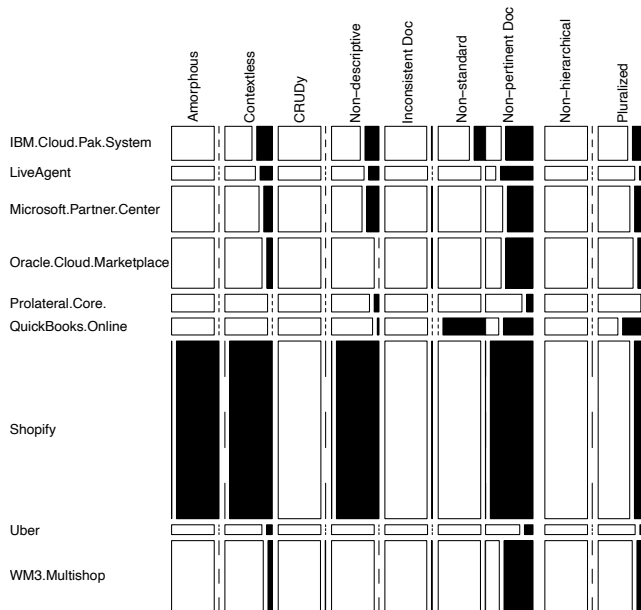 Amorphous
Contextless
CRUDy
Non-descriptive
Inconsistent Doc
Non-standard
Non-pertinent Doc
Non-hierarchical
Pluralized
IBM.Cloud.Pak.System
LiveAgent
Microsoft.Partner.Center
Oracle.Cloud.Marketplace
Prolateral.Core.
QuickBooks.Online
Shopify
Uber
WM3.Multishop